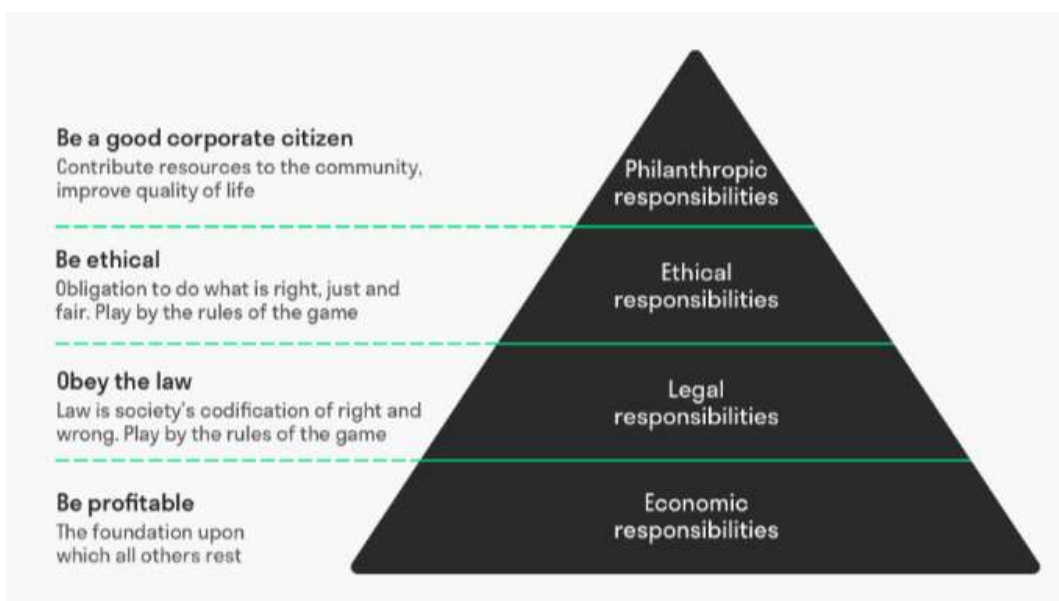 Be a good corporate citizen
Contribute resources to the community,
improve quality of life
Philanthropic
responsibilities
Be ethical
Obligation to do what is right, just and
fair. Play by the rules of the game
Ethical
responsibilities
Obey the law
Law is society's codification of right and
wrong. Play by the rules of the game
Legal
responsibilities
Be profitable
The foundation upon
which all others rest
Economic
responsibilities